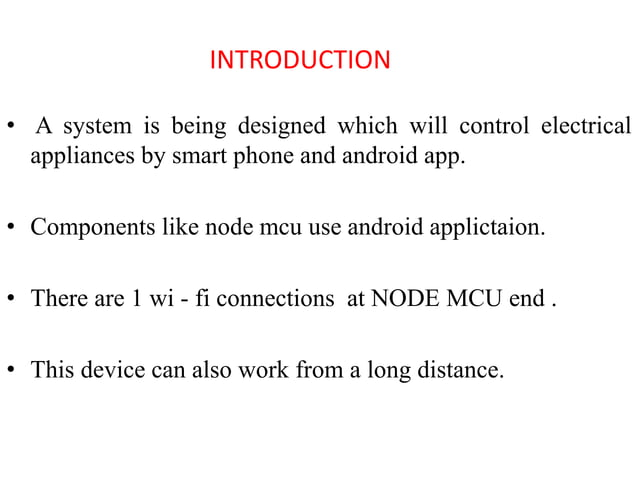 INTRODUCTION
• A system is being designed which will control electrical
appliances by smart phone and android app.
• Components like node mcu use android applictaion.
• There are 1 wi - fi connections at NODE MCU end .
• This device can also work from a long distance.